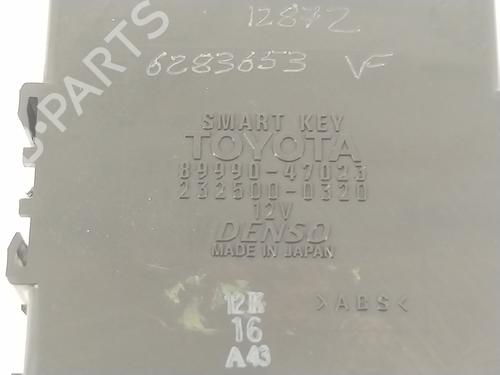 PARTS
12872
6283653 VF
SMART KEY
TOYOTA
89990-47023
232500-0320
12V
DENSO
MADE IN JAPAN
12K
>ABS<
16
A43